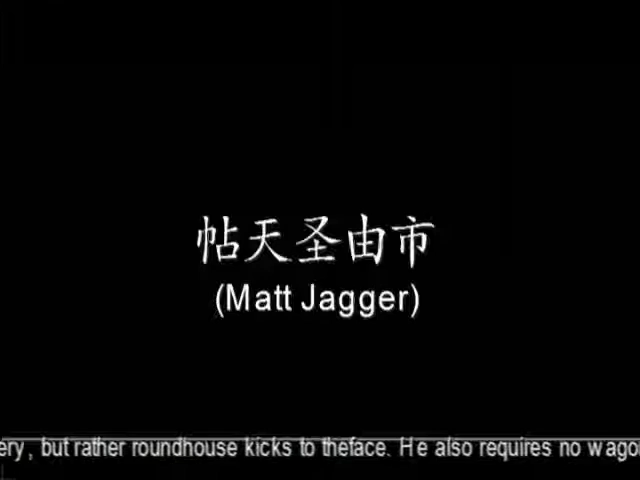 帖天圣由市
(Matt Jagger)
ery, but rather roundhouse kicks to theface. He also requires no wago